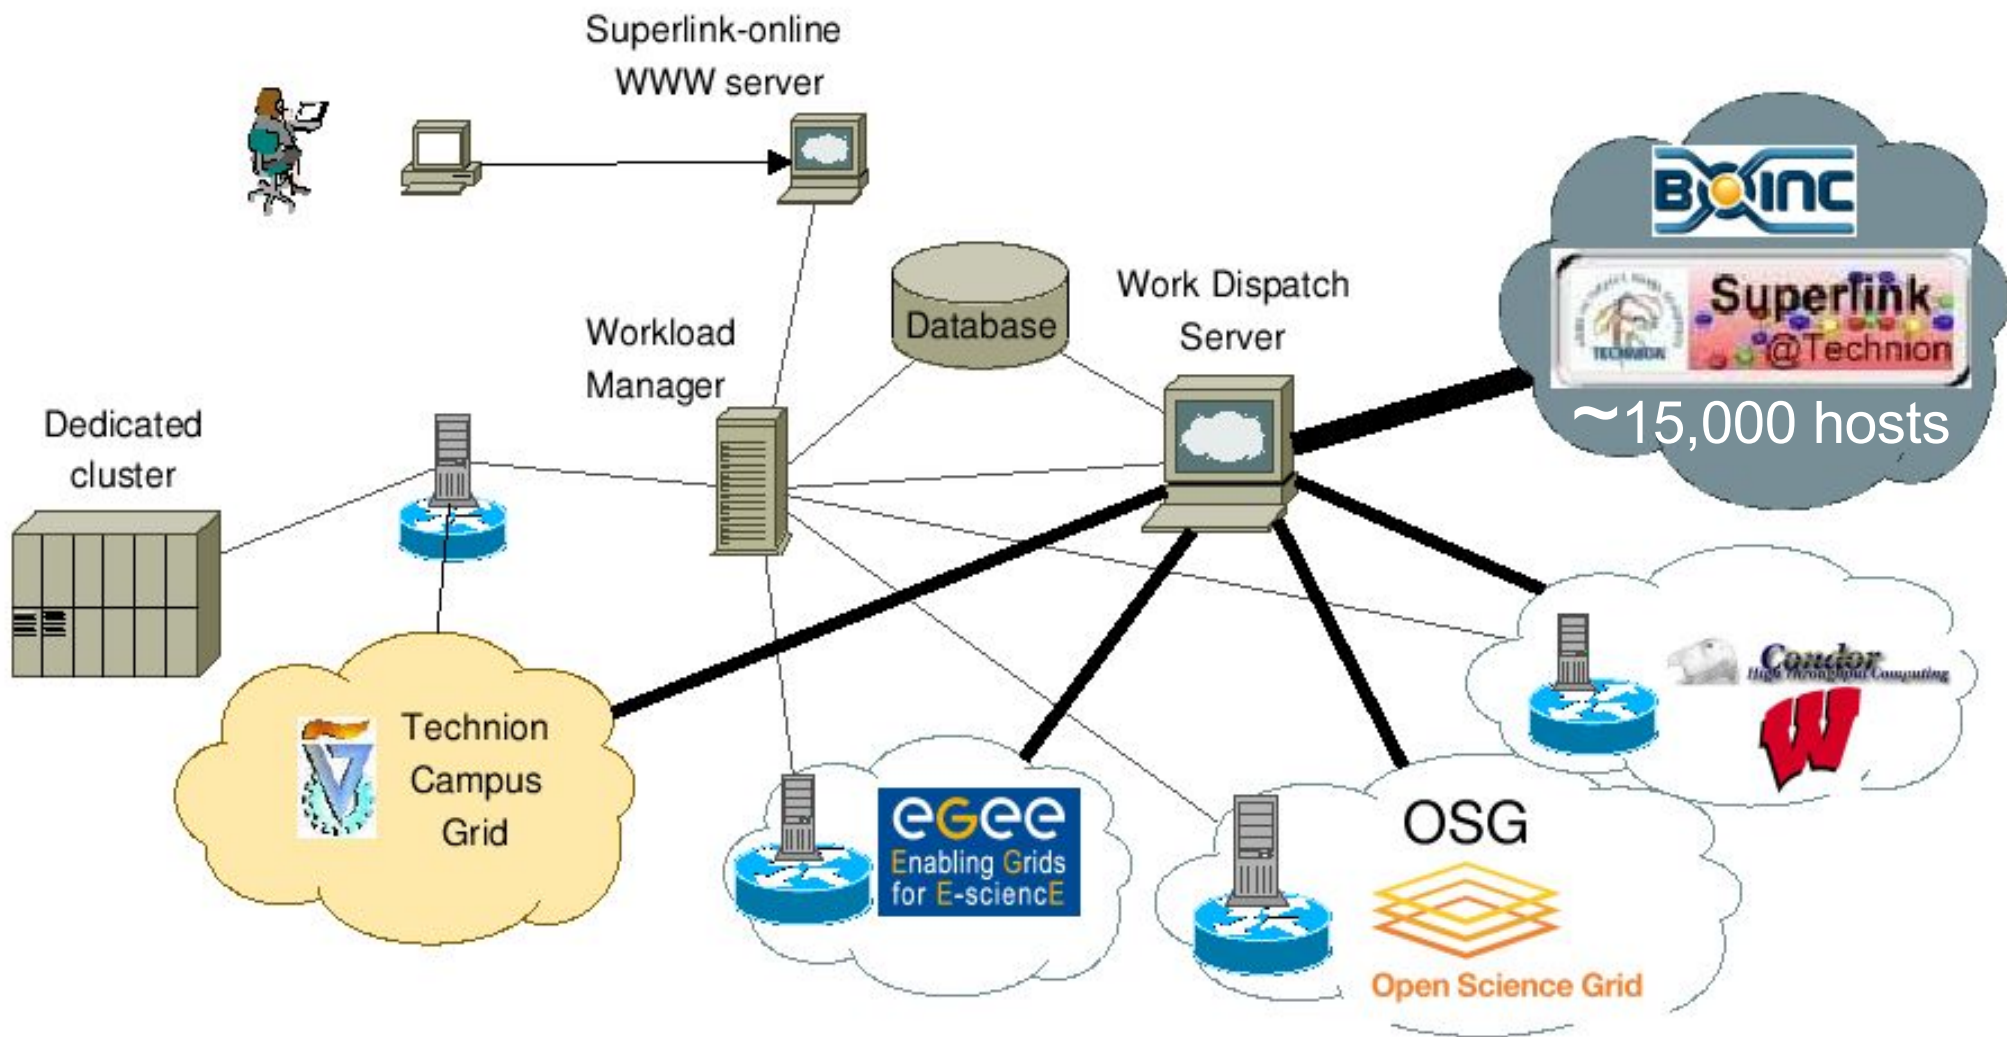 Superlink-online
WWW server
BOINC
Superlink
@Technion
TECHNION
~15,000 hosts
Work Dispatch
Server
Database
Workload
Manager
Dedicated
cluster
Technion
Campus
Grid
eGee
Enabling Grids
for E-sciencE
OSG
Open Science Grid
Condor
High Throughput Computing
W